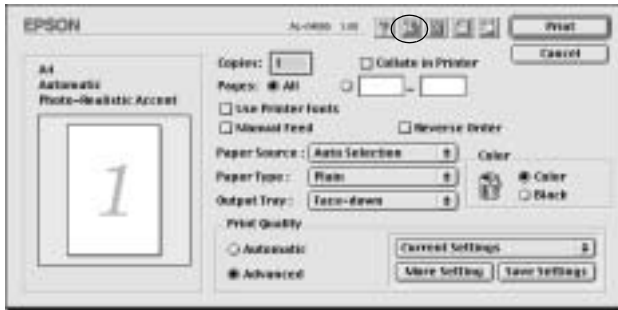 EPSON
Print
Cancel
Copies: 1
Collate in Printer
A4
Automatic
Photo-Realistic Accent
Pages: All
Use Printer Fonts
Manual Feed
Reverse Order
Paper Source: Auto Selection
Color
Paper Type: Plain
Color
Black
Output Tray: Face-down
1
Print Quality
Automatic
Current Settings
Advanced
More Setting
Save Settings